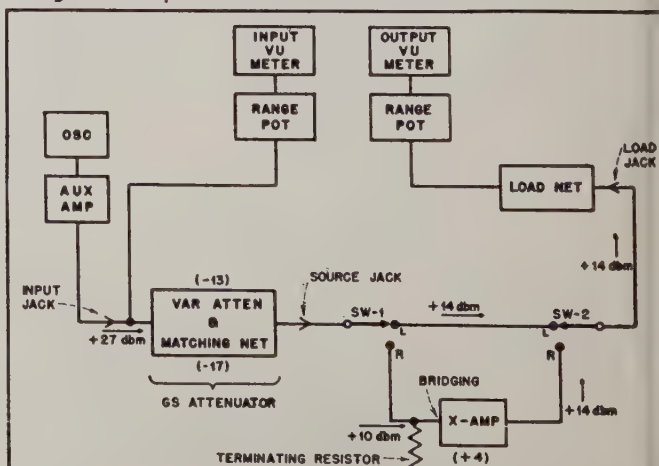 INPUT
VU
METER
OUTPUT
VU
METER
OSC
RANGE
POT
RANGE
POT
AUX
AMP
LOAD NET
LOAD
JACK
INPUT
JACK
+27 dbm
(-13)
VAR ATTEN
&
MATCHING NET
(-17)
GS ATTENUATOR
SOURCE JACK
SW-1
L
+14 dbm
L
SW-2
+14 dbm
R
R
BRIDGING
+10 dbm
X-AMP
(+4)
+14 dbm
TERMINATING RESISTOR